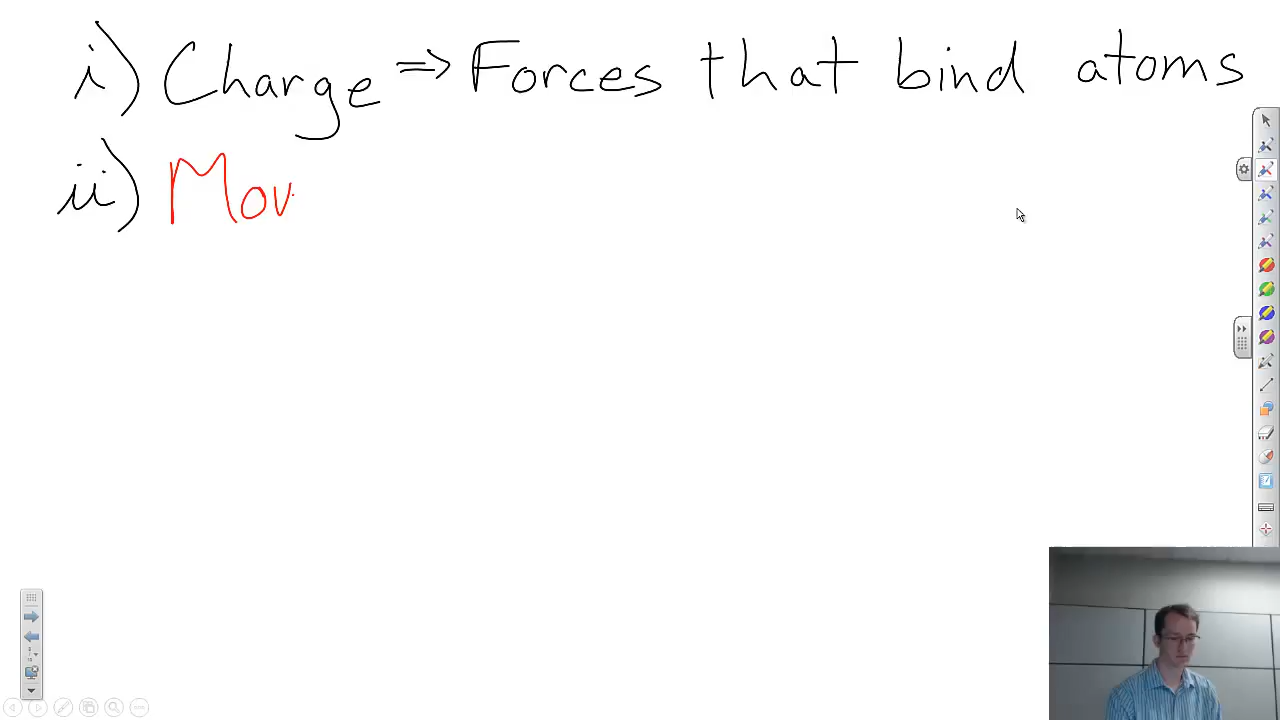 i) Charge ⇒ Forces that bind atoms
ii) Mov